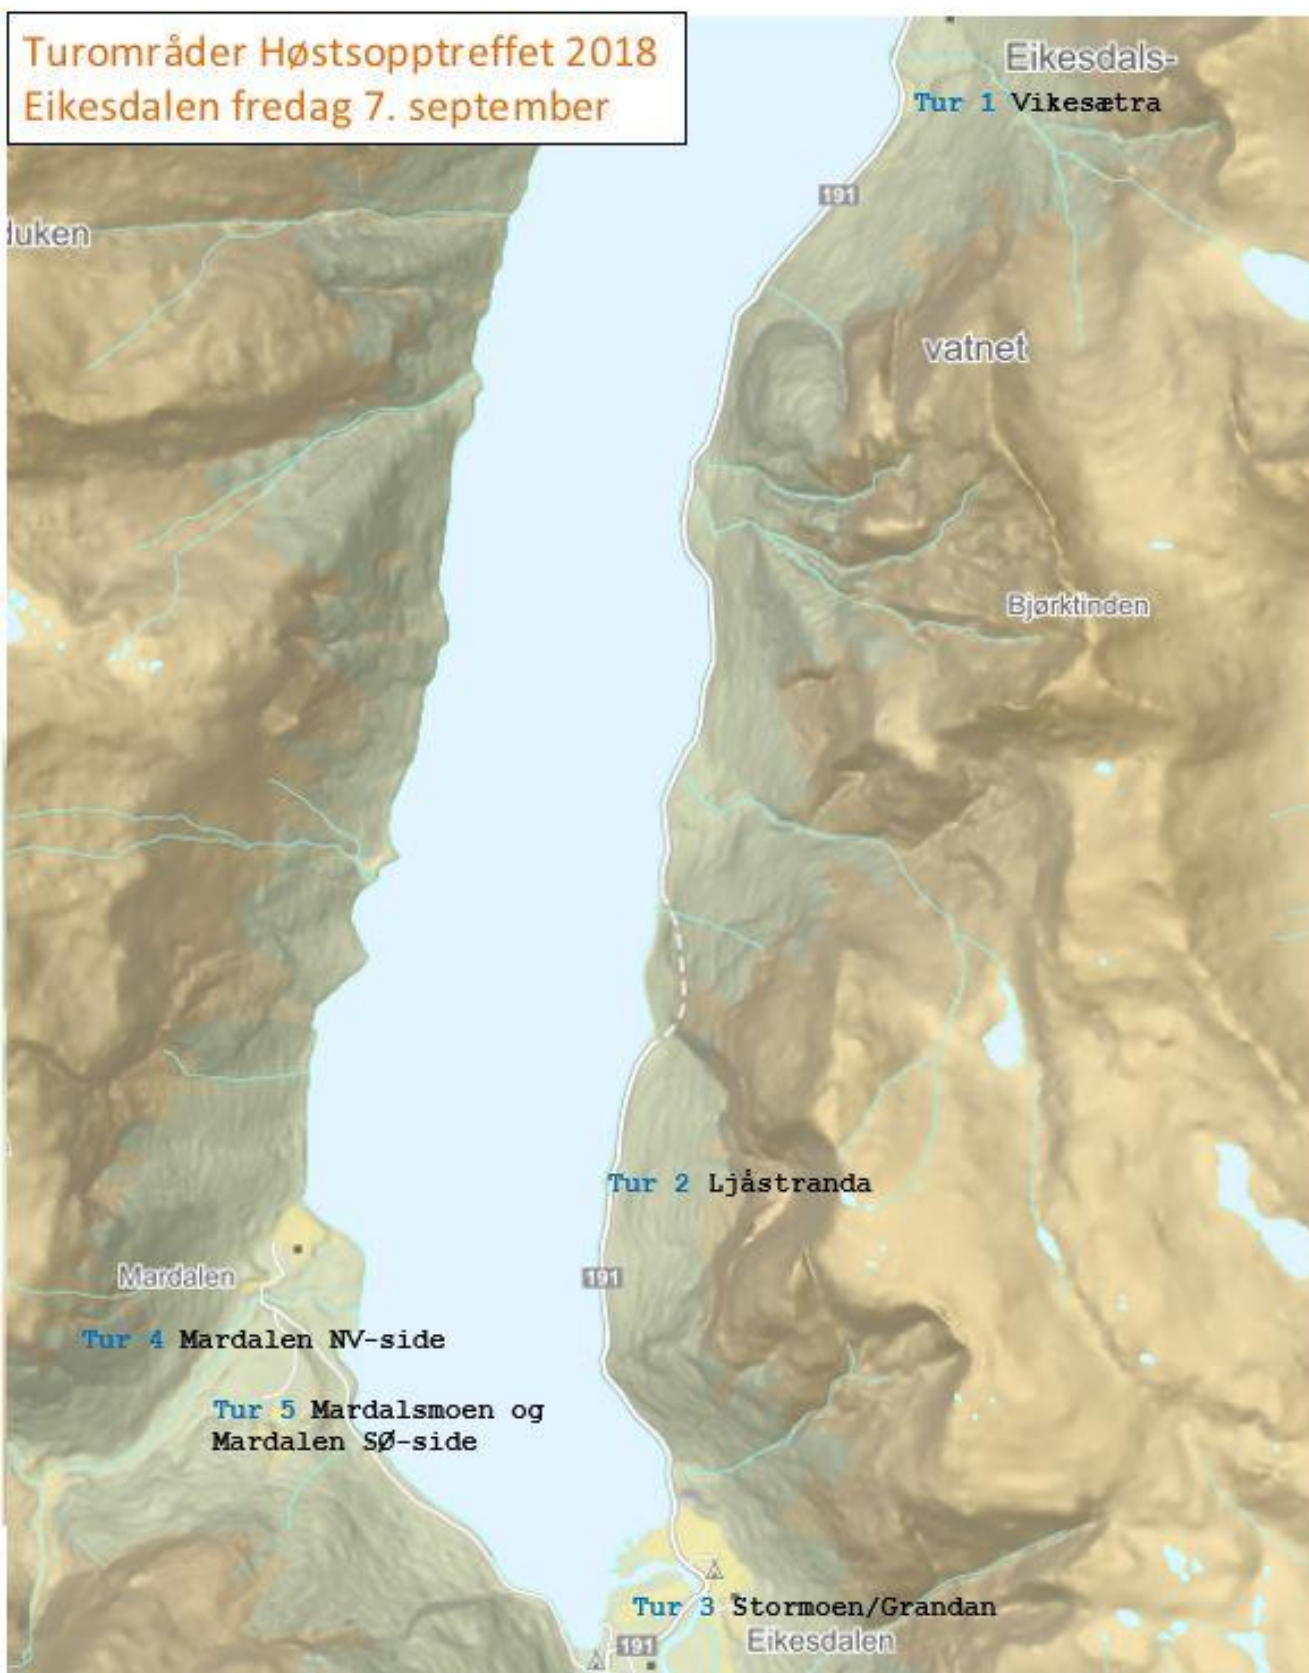 Turområder Høstsopptreffet 2018
Eikesdalen fredag 7. september
Eikesdals-
Tur 1 Vikesætra
191
duken
vatnet
Bjørktinden
Tur 2 Ljåstranda
Mardalen
191
Tur 4 Mardalen NV-side
Tur 5 Mardalsmoen og
Mardalen SØ-side
Tur 3 Stormoen/Grandan
191
Eikesdalen